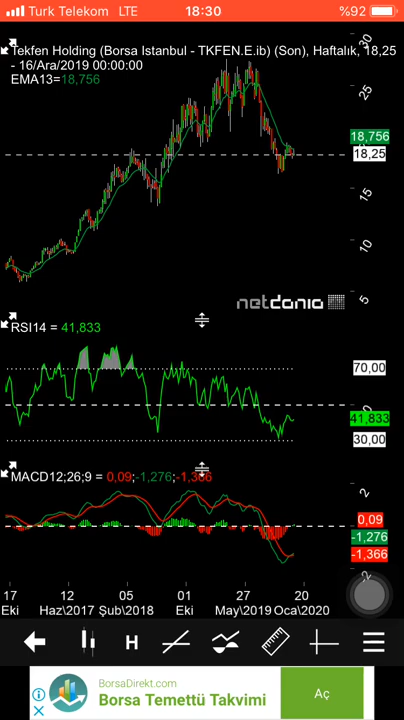 Turk Telekom LTE 18:30 %92
Tekfen Holding (Borsa Istanbul - TKFEN.E.ib) (Son), Haftalık, 18,25
- 16/Ara/2019 00:00:00
EMA13=18,756
30
25
18,756
18,25
15
10
5
netdania
RSI14 = 41,833
70,00
41,833
30,00
MACD12;26;9 = 0,09;-1,276;-1,366
2
0,09
-1,276
-1,366
-2
17 12 05 01 27 20
Eki Haz\2017 Şub\2018 Eki May\2019 Oca\2020
H
BorsaDirekt.com
Borsa Temettü Takvimi
Aç